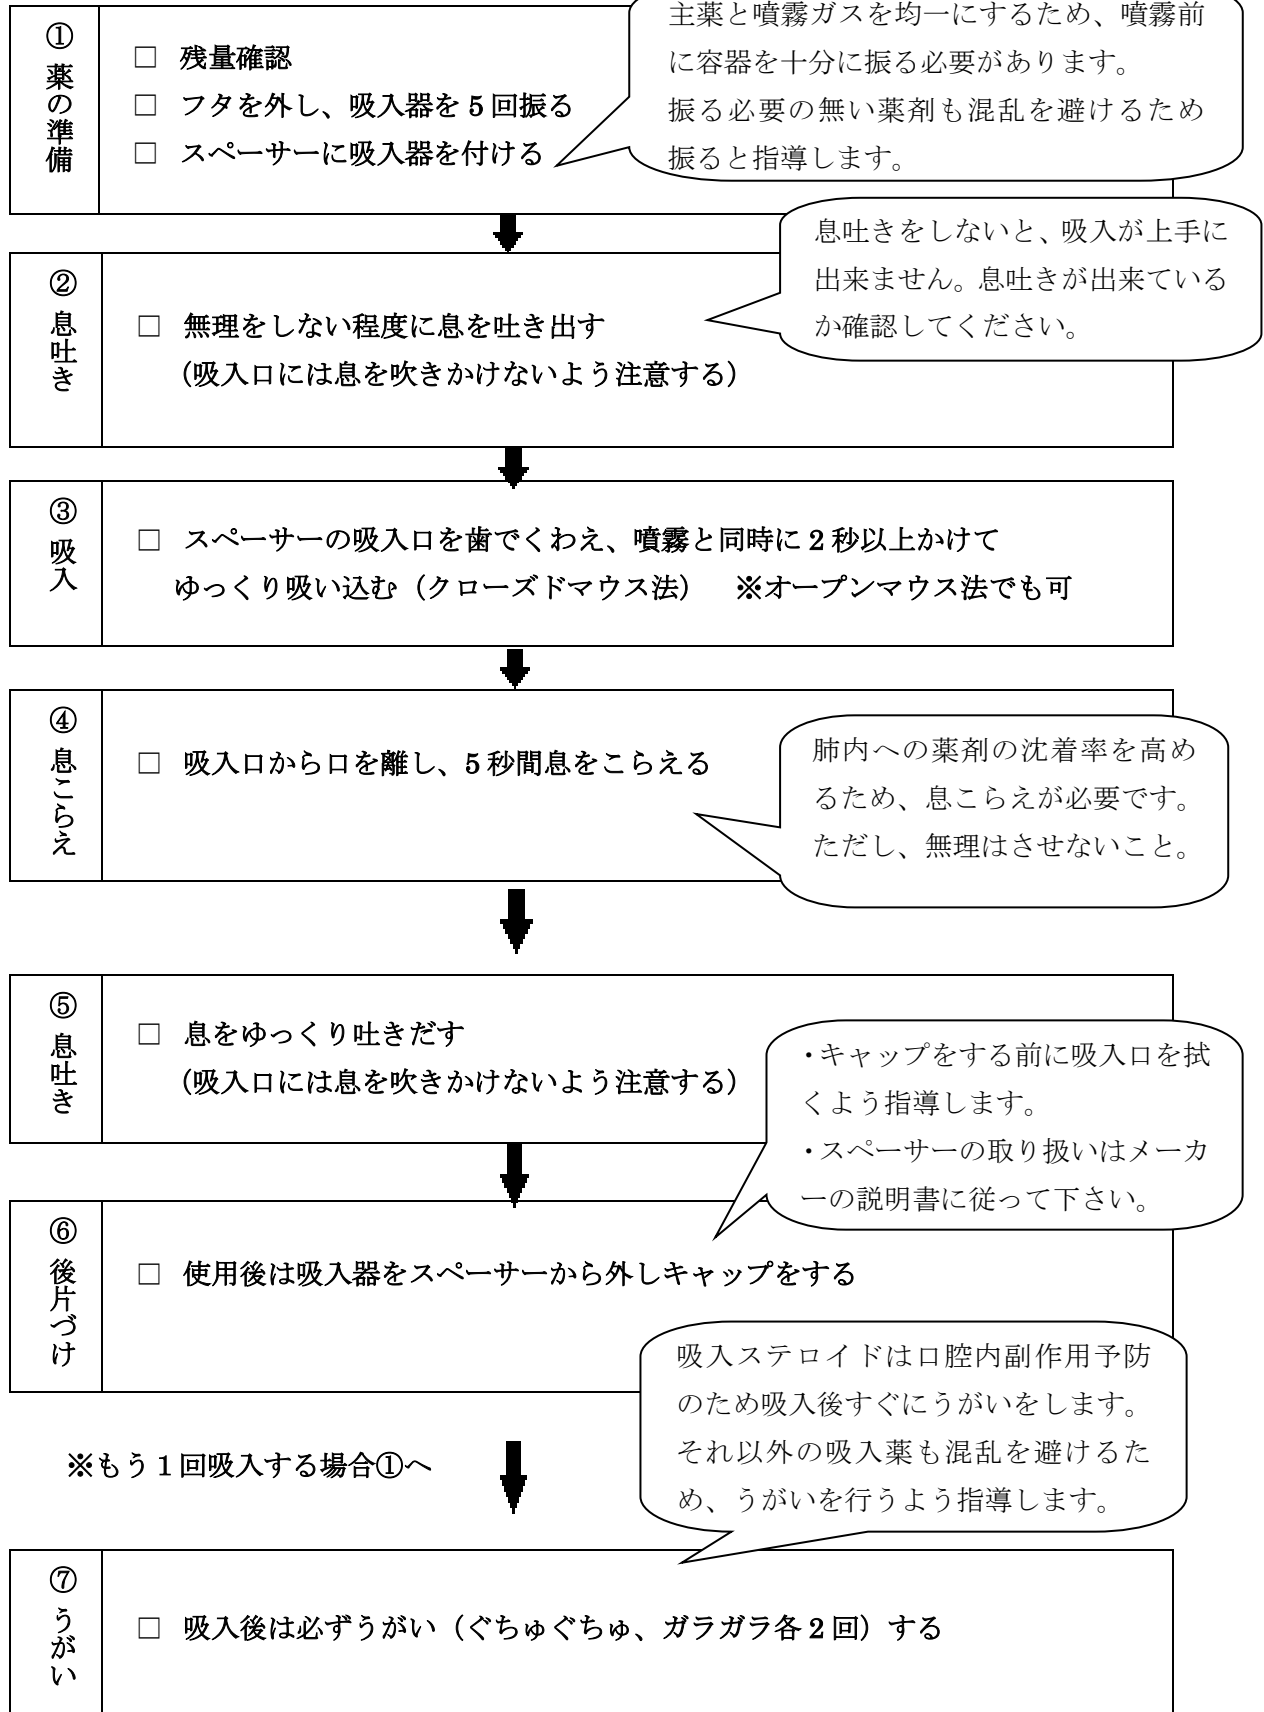 ① 薬の準備
□ 残量確認
□ フタを外し、吸入器を5回振る
□ スペーサーに吸入器を付ける
主薬と噴霧ガスを均一にするため、噴霧前
に容器を十分に振る必要があります。
振る必要の無い薬剤も混乱を避けるため
振ると指導します。
② 息吐き
□ 無理をしない程度に息を吐き出す
(吸入口には息を吹きかけないよう注意する)
息吐きをしないと、吸入が上手に
出来ません。息吐きが出来ている
か確認してください。
③ 吸入
□ スペーサーの吸入口を歯でくわえ、噴霧と同時に2秒以上かけて
ゆっくり吸い込む(クローズドマウス法) ※オープンマウス法でも可
④ 息こらえ
□ 吸入口から口を離し、5秒間息をこらえる
肺内への薬剤の沈着率を高め
るため、息こらえが必要です。
ただし、無理はさせないこと。
⑤ 息吐き
□ 息をゆっくり吐きだす
(吸入口には息を吹きかけないよう注意する)
・キャップをする前に吸入口を拭
くよう指導します。
・スペーサーの取り扱いはメーカ
ーの説明書に従って下さい。
⑥ 後片づけ
□ 使用後は吸入器をスペーサーから外しキャップをする
吸入ステロイドは口腔内副作用予防
のため吸入後すぐにうがいをします。
それ以外の吸入薬も混乱を避けるた
め、うがいを行うよう指導します。
※もう1回吸入する場合①へ
⑦ うがい
□ 吸入後は必ずうがい(ぐちゅぐちゅ、ガラガラ各2回)する